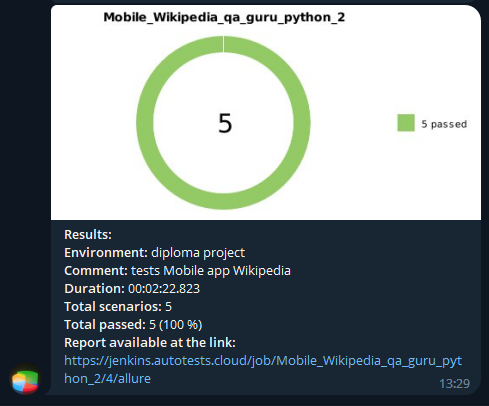 Mobile_Wikipedia_qa_guru_python_2
5
5 passed
Results:
Environment: diploma project
Comment: tests Mobile app Wikipedia
Duration: 00:02:22.823
Total scenarios: 5
Total passed: 5 (100 %)
Report available at the link:
https://jenkins.autotests.cloud/job/Mobile_Wikipedia_qa_guru_pyt
hon_2/4/allure
13:29